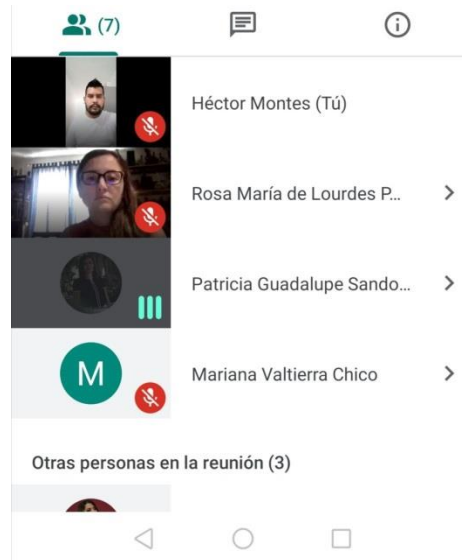 (7)
Héctor Montes (Tú)
Rosa María de Lourdes P...
Patricia Guadalupe Sando...
M
Mariana Valtierra Chico
Otras personas en la reunión (3)